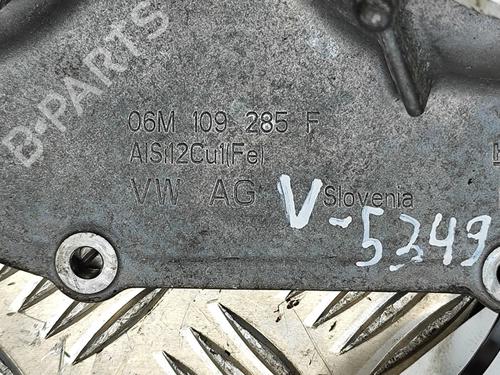 B-PARTS
06M 109 285 F
AlSi12Cu1(Fe)
VW AG Slovenia
V-5349